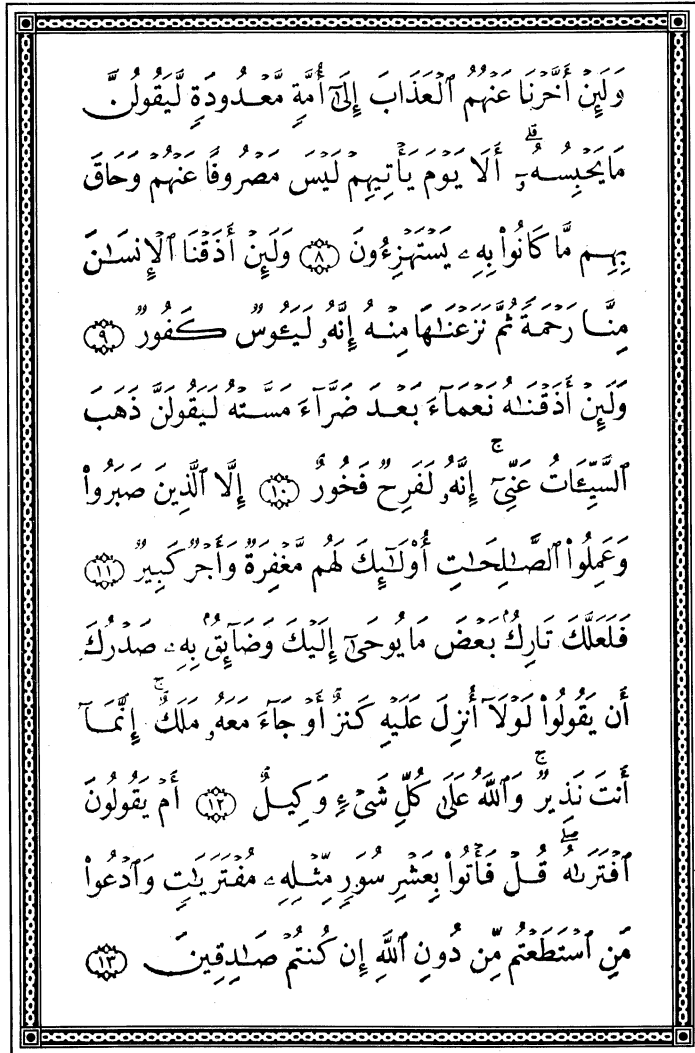 وَلَئِنْ أَخَّرْنَا عَنْهُمُ ٱلْعَذَابَ إِلَىٰٓ أُمَّةٍ مَّعْدُودَةٍ لَّيَقُولُنَّ
مَا يَحْبِسُهُۥٓ ۗ أَلَا يَوْمَ يَأْتِيهِمْ لَيْسَ مَصْرُوفًا عَنْهُمْ وَحَاقَ
بِهِم مَّا كَانُوا۟ بِهِۦ يَسْتَهْزِءُونَ ﴿٨﴾ وَلَئِنْ أَذَقْنَا ٱلْإِنسَـٰنَ
مِنَّا رَحْمَةً ثُمَّ نَزَعْنَـٰهَا مِنْهُ إِنَّهُۥ لَيَـُٔوسٌ كَفُورٌ ﴿٩﴾
وَلَئِنْ أَذَقْنَـٰهُ نَعْمَآءَ بَعْدَ ضَرَّآءَ مَسَّتْهُ لَيَقُولَنَّ ذَهَبَ
ٱلسَّيِّـَٔاتُ عَنِّىٓ ۚ إِنَّهُۥ لَفَرِحٌ فَخُورٌ ﴿١٠﴾ إِلَّا ٱلَّذِينَ صَبَرُوا۟
وَعَمِلُوا۟ ٱلصَّـٰلِحَـٰتِ أُو۟لَـٰٓئِكَ لَهُم مَّغْفِرَةٌ وَأَجْرٌ كَبِيرٌ ﴿١١﴾
فَلَعَلَّكَ تَارِكٌۢ بَعْضَ مَا يُوحَىٰٓ إِلَيْكَ وَضَآئِقٌۢ بِهِۦ صَدْرُكَ
أَن يَقُولُوا۟ لَوْلَآ أُنزِلَ عَلَيْهِ كَنزٌ أَوْ جَآءَ مَعَهُۥ مَلَكٌ ۚ إِنَّمَآ
أَنتَ نَذِيرٌ ۚ وَٱللَّهُ عَلَىٰ كُلِّ شَىْءٍ وَكِيلٌ ﴿١٢﴾ أَمْ يَقُولُونَ
ٱفْتَرَىٰهُ ۖ قُلْ فَأْتُوا۟ بِعَشْرِ سُوَرٍ مِّثْلِهِۦ مُفْتَرَيَـٰتٍ وَٱدْعُوا۟
مَنِ ٱسْتَطَعْتُم مِّن دُونِ ٱللَّهِ إِن كُنتُمْ صَـٰدِقِينَ ﴿١٣﴾